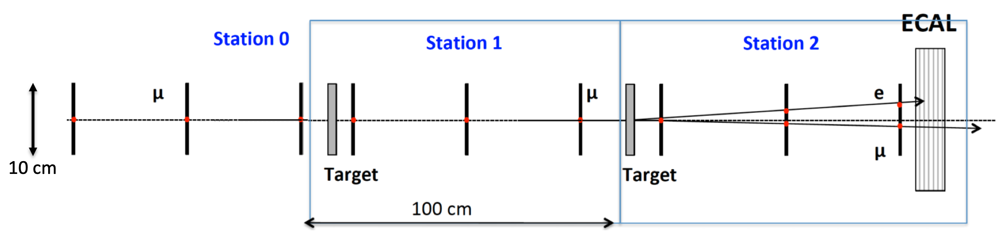 ECAL
Station 0
Station 1
Station 2
μ
μ
e
μ
10 cm
Target
Target
100 cm